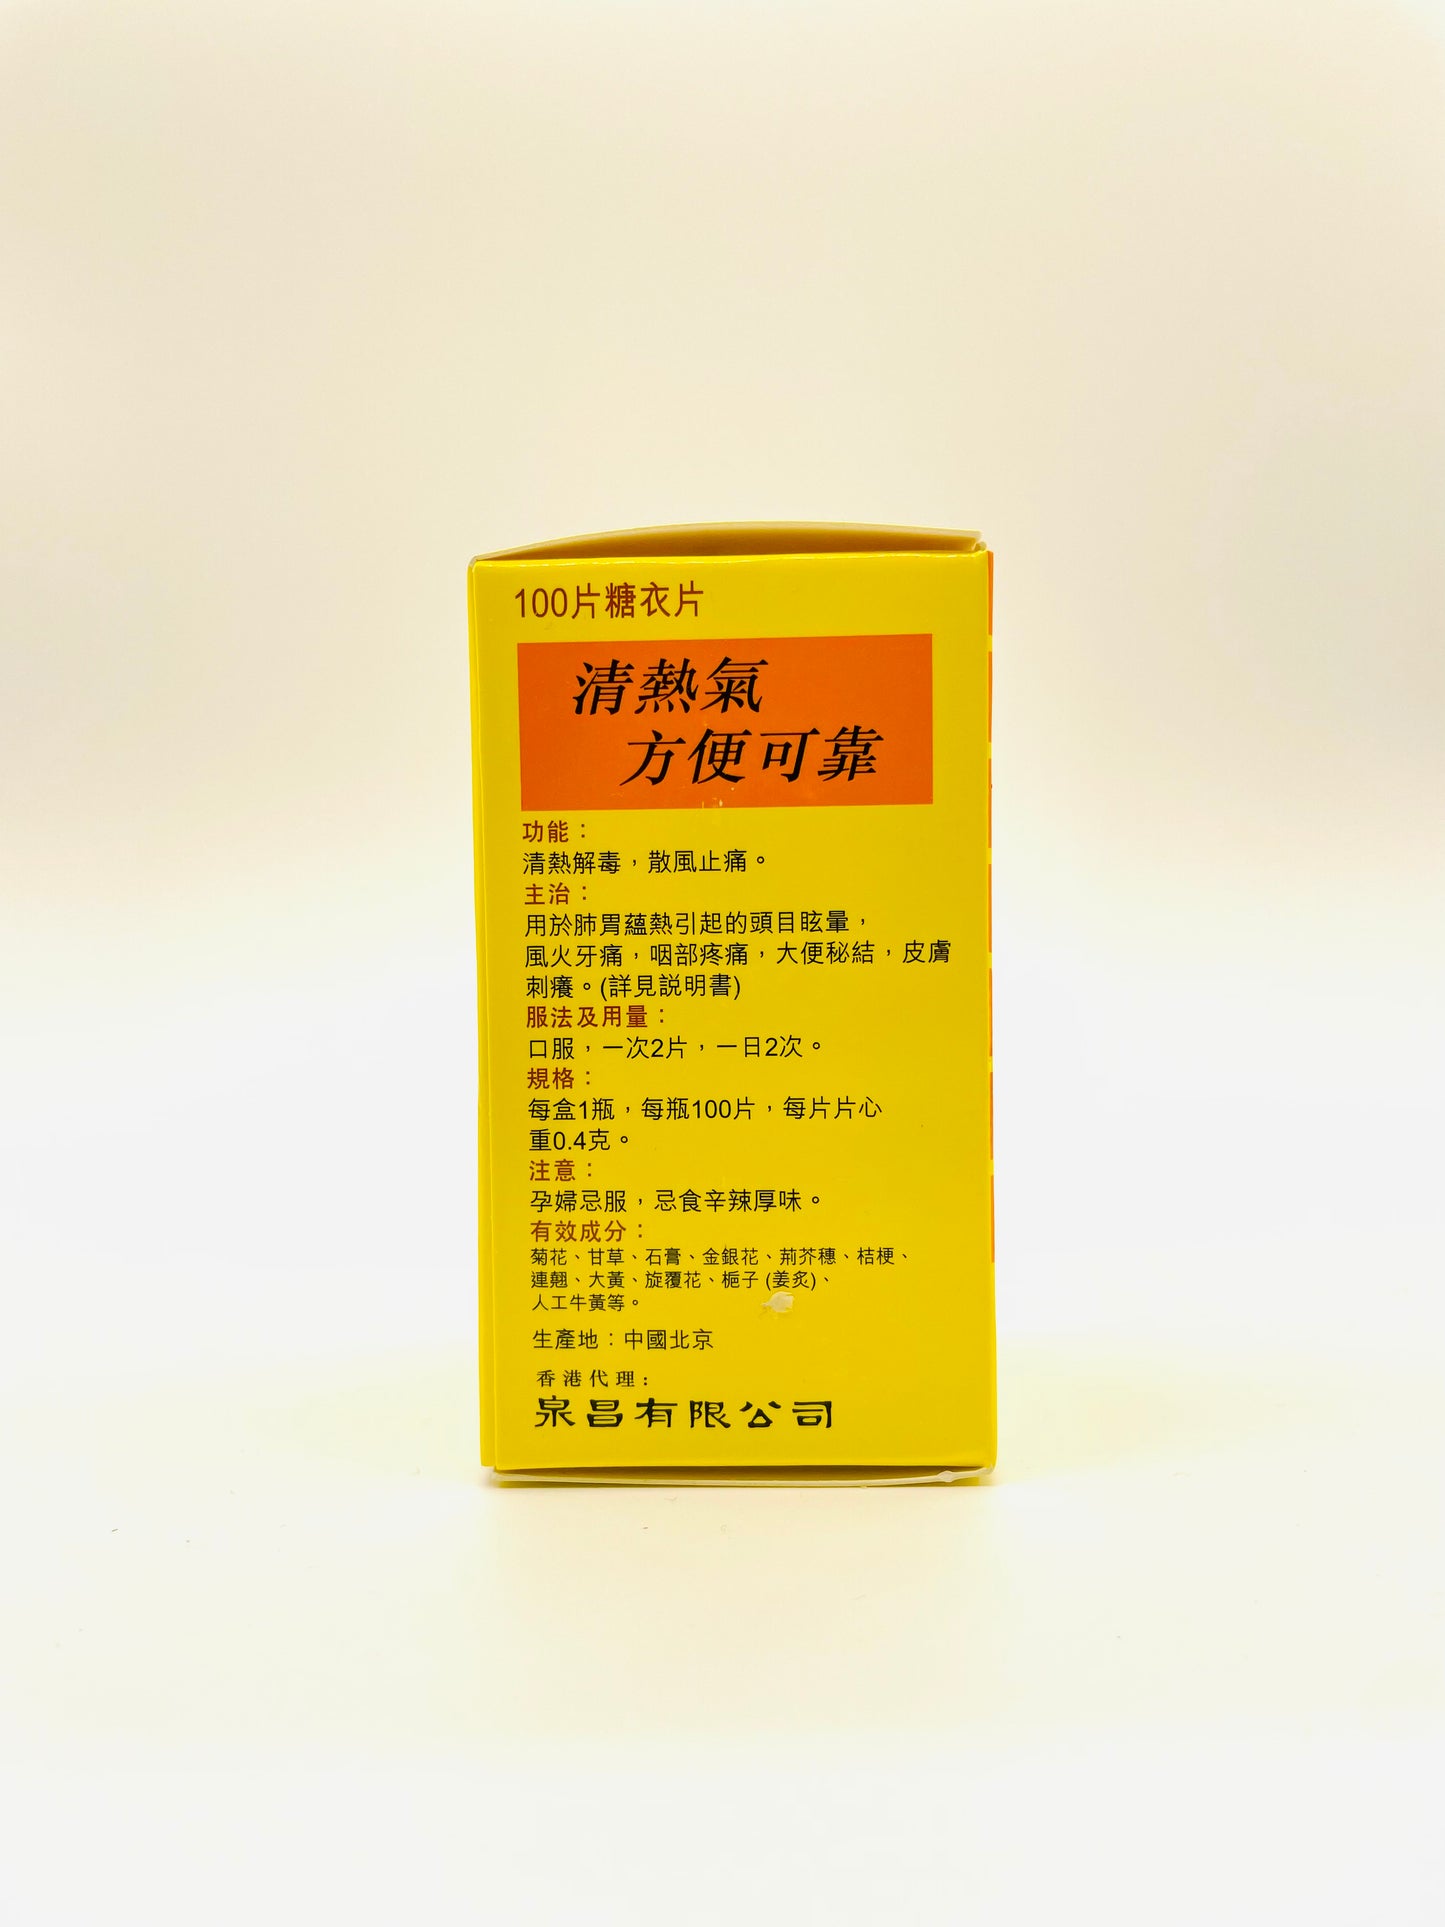 100片糖衣片
清熱氣
方便可靠
功能：
清熱解毒，散風止痛。
主治：
用於肺胃蘊熱引起的頭目眩暈，
風火牙痛，咽部疼痛，大便秘結，皮膚
刺癢。(詳見說明書)
服法及用量：
口服，一次2片，一日2次。
規格：
每盒1瓶，每瓶100片，每片片心
重0.4克。
注意：
孕婦忌服，忌食辛辣厚味。
有效成分：
菊花、甘草、石膏、金銀花、荊芥穗、桔梗、
連翹、大黃、旋覆花、梔子 (姜炙)、
人工牛黃等。
生產地：中國北京
香港代理：
泉昌有限公司